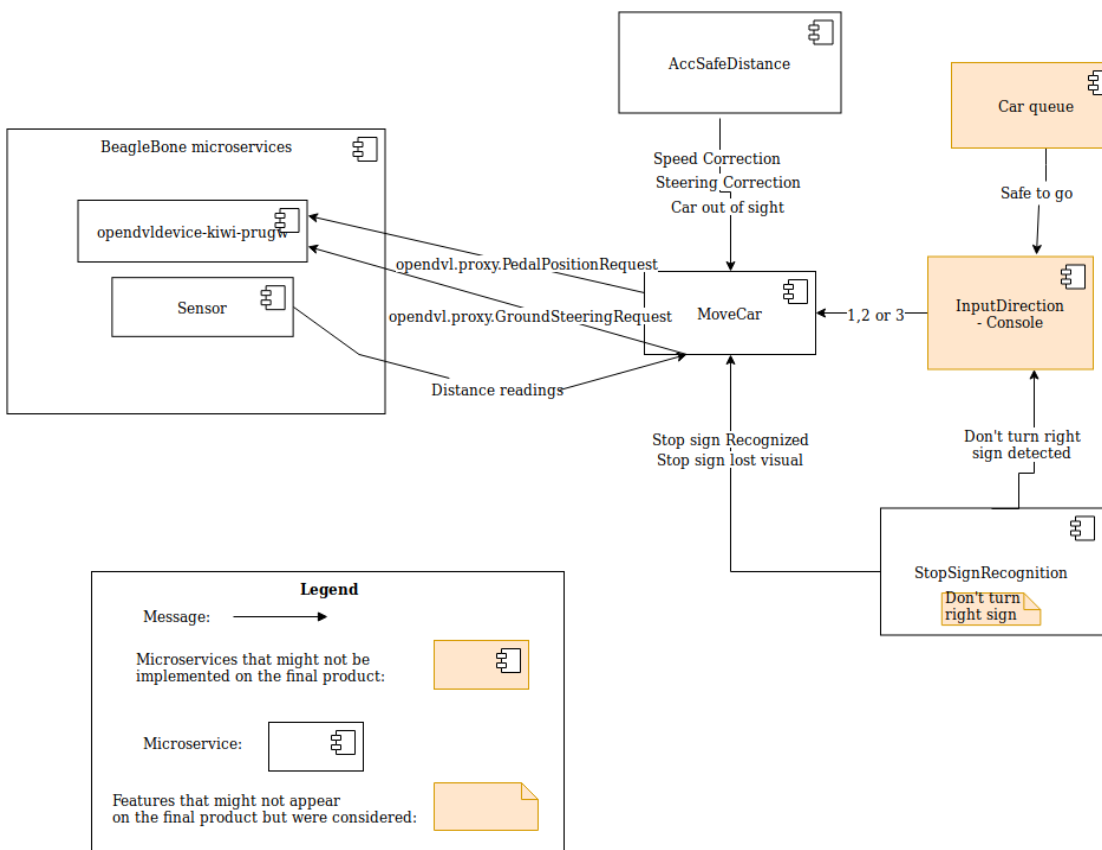 AccSafeDistance
Car queue
BeagleBone microservices
Speed Correction
Steering Correction
Car out of sight
Safe to go
opendvldevice-kiwi-prugw
opendvl.proxy.PedalPositionRequest
Sensor
opendvl.proxy.GroundSteeringRequest
MoveCar
1,2 or 3
InputDirection
- Console
Distance readings
Stop sign Recognized
Stop sign lost visual
Don't turn right
sign detected
StopSignRecognition
Don't turn
right sign
Legend
Message:
Microservices that might not be
implemented on the final product:
Microservice:
Features that might not appear
on the final product but were considered: